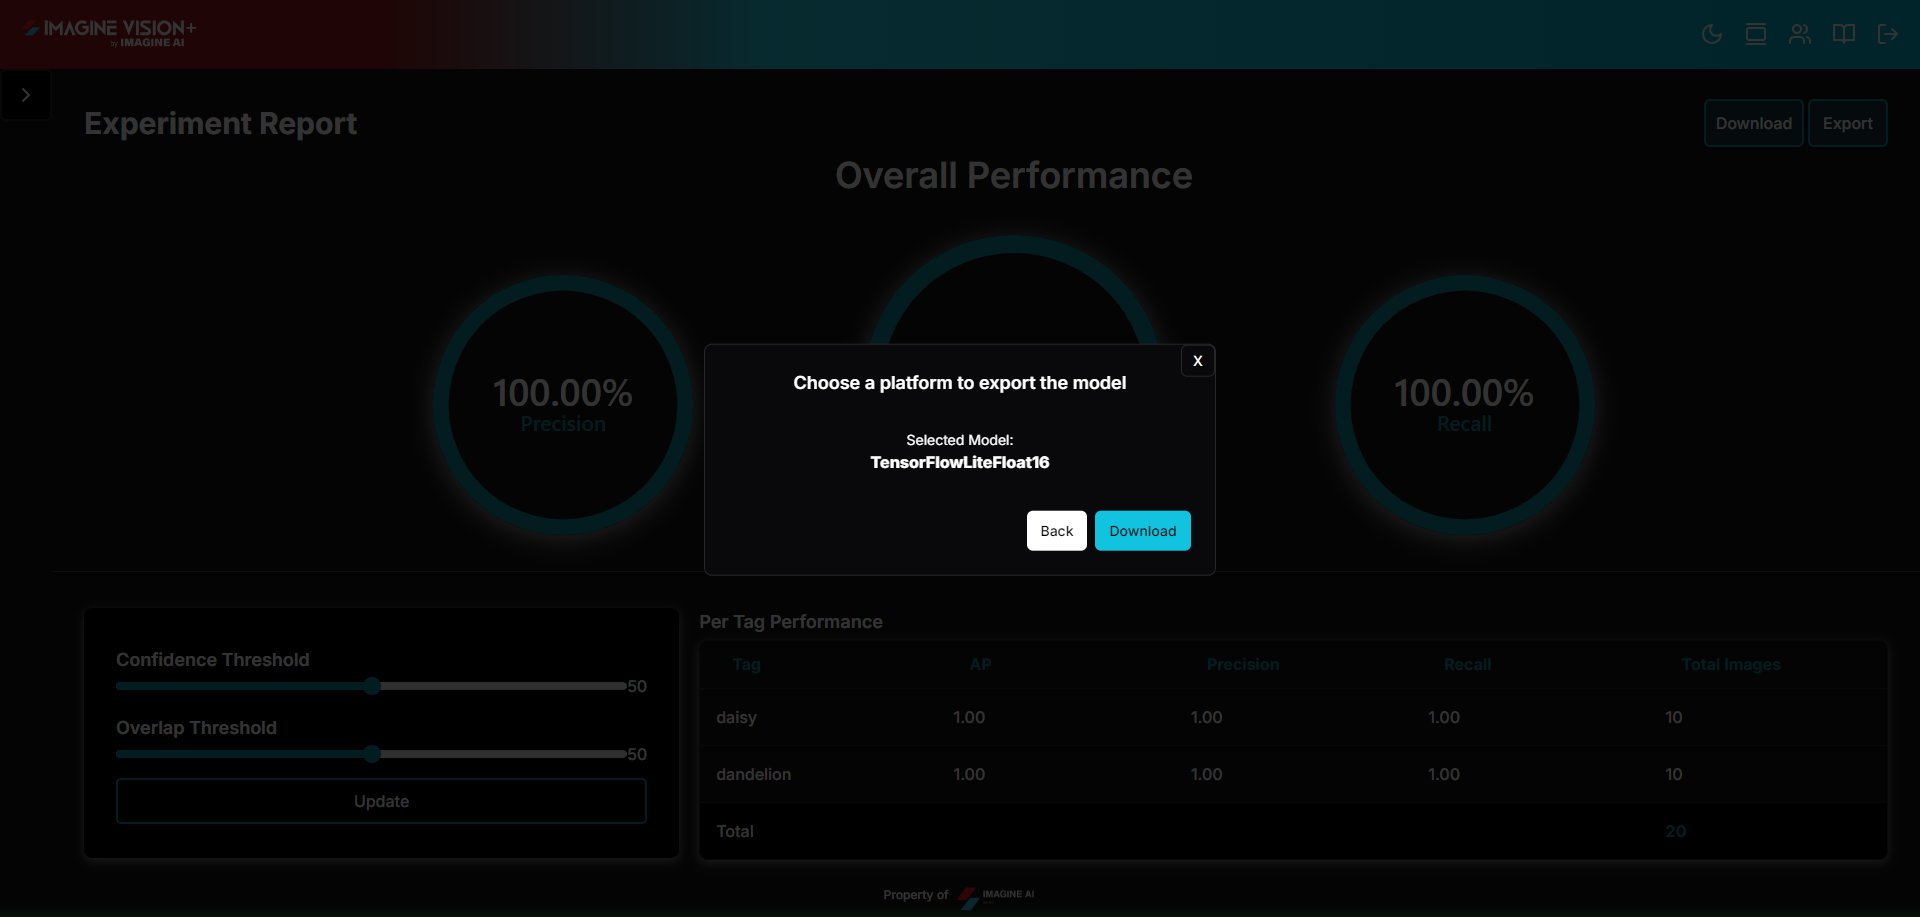 IMAGINE VISION+
by IMAGINE AI
Experiment Report
Download
Export
Overall Performance
100.00%
Precision
100.00%
Recall
X
Choose a platform to export the model
Selected Model:
TensorFlowLiteFloat16
Back
Download
Confidence Threshold
50
Overlap Threshold
50
Update
Per Tag Performance
Tag AP Precision Recall Total Images
daisy 1.00 1.00 1.00 10
dandelion 1.00 1.00 1.00 10
Total 20
Property of IMAGINE AI